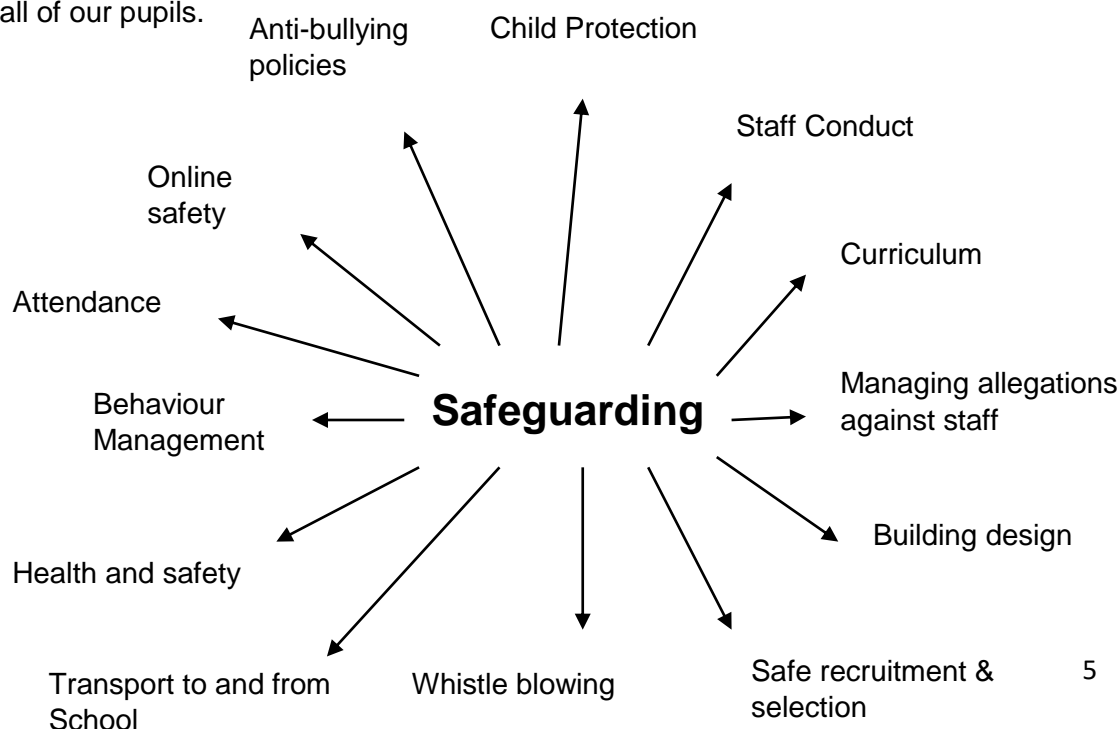 all of our pupils.
Anti-bullying
policies
Child Protection
Staff Conduct
Online
safety
Curriculum
Attendance
Managing allegations
against staff
Behaviour
Management
Safeguarding
Building design
Health and safety
Transport to and from
School
Whistle blowing
Safe recruitment &
selection
5